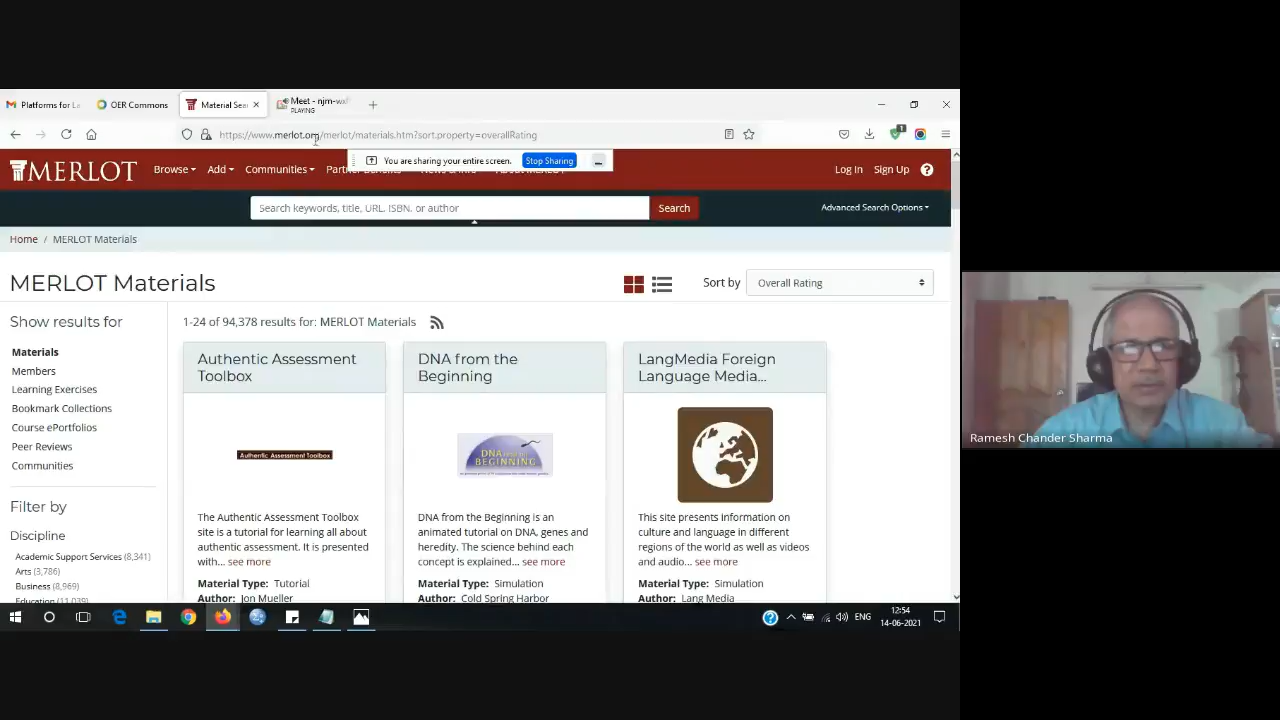 Platforms for Le
OER Commons
Material Sea
Meet - njm-wx
PLAYING
https://www.merlot.org/merlot/materials.htm?sort.property=overallRating
1
You are sharing your entire screen.
Stop Sharing
MERLOT
Browse
Add
Communities
Log In
Sign Up
Search keywords, title, URL, ISBN, or author
Search
Advanced Search Options
Home / MERLOT Materials
MERLOT Materials
Sort by
Overall Rating
Show results for
1-24 of 94,378 results for: MERLOT Materials
Materials
Members
Learning Exercises
Bookmark Collections
Course ePortfolios
Peer Reviews
Communities
Filter by
Discipline
Academic Support Services (8,341)
Arts (3,786)
Business (8,969)
Education (11,039)
Authentic Assessment
Toolbox
Authentic Assessment Toolbox
The Authentic Assessment Toolbox
site is a tutorial for learning all about
authentic assessment. It is presented
with... see more
Material Type: Tutorial
Author: Jon Mueller
DNA from the
Beginning
DNA from the
BEGINNING
DNA from the Beginning is an
animated tutorial on DNA, genes and
heredity. The science behind each
concept is explained... see more
Material Type: Simulation
Author: Cold Spring Harbor
LangMedia Foreign
Language Media...
This site presents information on
culture and language in different
regions of the world as well as videos
and audio... see more
Material Type: Simulation
Author: Lang Media
ENG
12:54
14-06-2021
Ramesh Chander Sharma